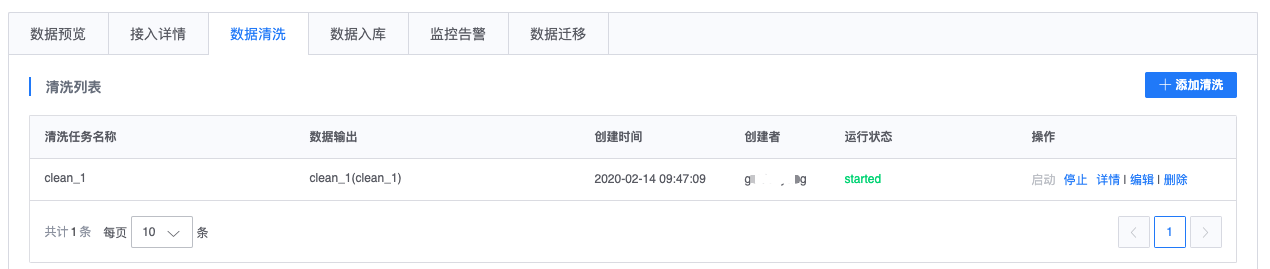 数据预览 接入详情 数据清洗 数据入库 监控告警 数据迁移
清洗列表 添加清洗
清洗任务名称 数据输出 创建时间 创建者 运行状态 操作
clean_1 clean_1(clean_1) 2020-02-14 09:47:09 started 启动 停止 详情 | 编辑 | 删除
共计 1 条 每页 10 条 1